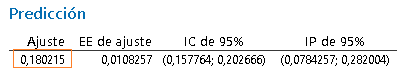 Predicción
Ajuste EE de ajuste IC de 95% IP de 95%
0,180215 0,0108257 (0,157764; 0,202666) (0,0784257; 0,282004)